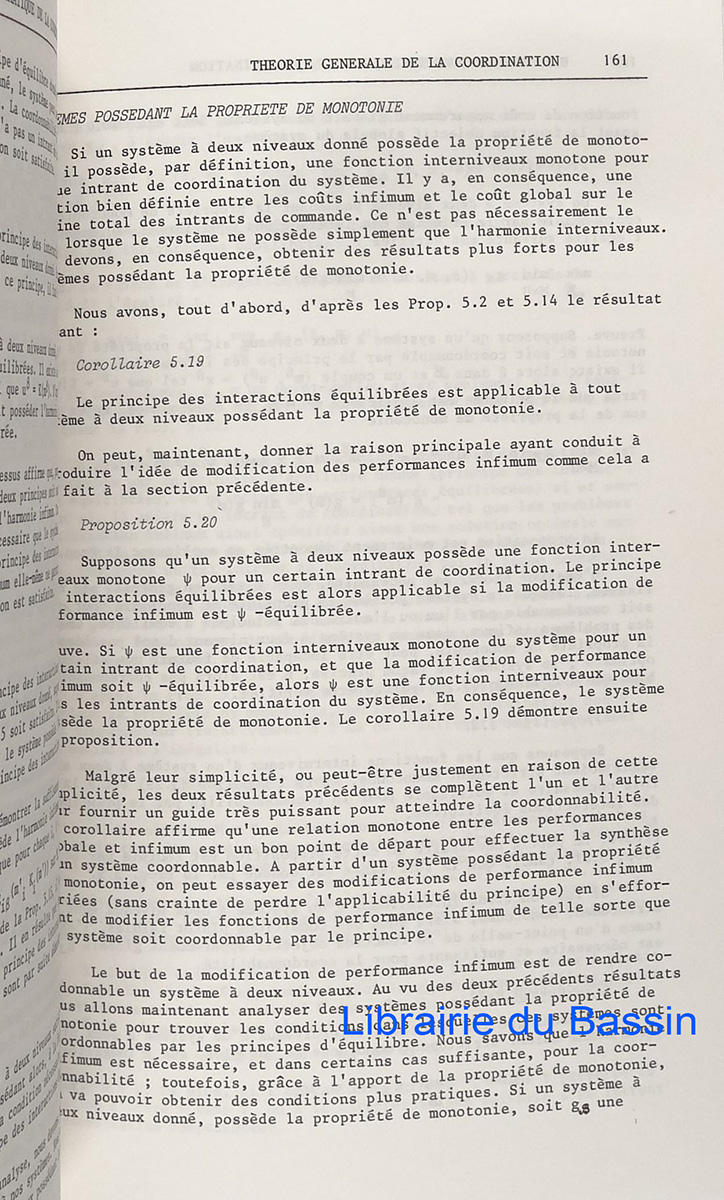 THEORIE GENERALE DE LA COORDINATION 161
EMES POSSEDANT LA PROPRIETE DE MONOTONIE
Si un système à deux niveaux donné possède la propriété de monoto-
il possède, par définition, une fonction interniveaux monotone pour
ue intrant de coordination du système. Il y a, en conséquence, une
tion bien définie entre les coûts infimum et le coût global sur le
ine total des intrants de commande. Ce n'est pas nécessairement le
lorsque le système ne possède simplement que l'harmonie interniveaux.
devons, en conséquence, obtenir des résultats plus forts pour les
èmes possédant la propriété de monotonie.
Nous avons, tout d'abord, d'après les Prop. 5.2 et 5.14 le résultat
ant :
Corollaire 5.19
Le principe des interactions équilibrées est applicable à tout
tème à deux niveaux possédant la propriété de monotonie.
On peut, maintenant, donner la raison principale ayant conduit à
roduire l'idée de modification des performances infimum comme cela a
fait à la section précédente.
Proposition 5.20
Supposons qu'un système à deux niveaux possède une fonction inter-
eaux monotone ψ pour un certain intrant de coordination. Le principe
interactions équilibrées est alors applicable si la modification de
formance infimum est ψ -équilibrée.
uve. Si ψ est une fonction interniveaux monotone du système pour un
tain intrant de coordination, et que la modification de performance
imum soit ψ -équilibrée, alors ψ est une fonction interniveaux pour
s les intrants de coordination du système. En conséquence, le système
sède la propriété de monotonie. Le corollaire 5.19 démontre ensuite
proposition.
Malgré leur simplicité, ou peut-être justement en raison de cette
plicité, les deux résultats précédents se complètent l'un et l'autre
ur fournir un guide très puissant pour atteindre la coordonnabilité.
corollaire affirme qu'une relation monotone entre les performances
obale et infimum est un bon point de départ pour effectuer la synthèse
un système coordonnable. A partir d'un système possédant la propriété
monotonie, on peut essayer des modifications de performance infimum
riées (sans crainte de perdre l'applicabilité du principe) en s'effor-
nt de modifier les fonctions de performance infimum de telle sorte que
système soit coordonnable par le principe.
Le but de la modification de performance infimum est de rendre co-
donnable un système à deux niveaux. Au vu des deux précédents résultats
us allons maintenant analyser des systèmes possédant la propriété de
notonie pour trouver les conditions dans lesquelles ces systèmes sont
ordonnables par les principes d'équilibre. Nous savons que l'harmonie
fimum est nécessaire, et dans certains cas suffisante, pour la coor-
nnabilité ; toutefois, grâce à l'apport de la propriété de monotonie,
va pouvoir obtenir des conditions plus pratiques. Si un système à
eux niveaux donné, possède la propriété de monotonie, soit gs une
Librairie du Bassin